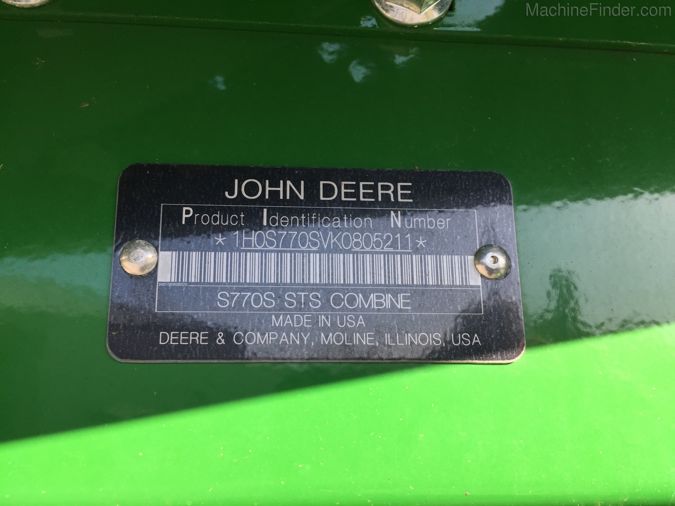 MachineFinder.com
JOHN DEERE
Product Identification Number
*1H0S770SVK0805211*
S770S STS COMBINE
MADE IN USA
DEERE & COMPANY, MOLINE, ILLINOIS, USA